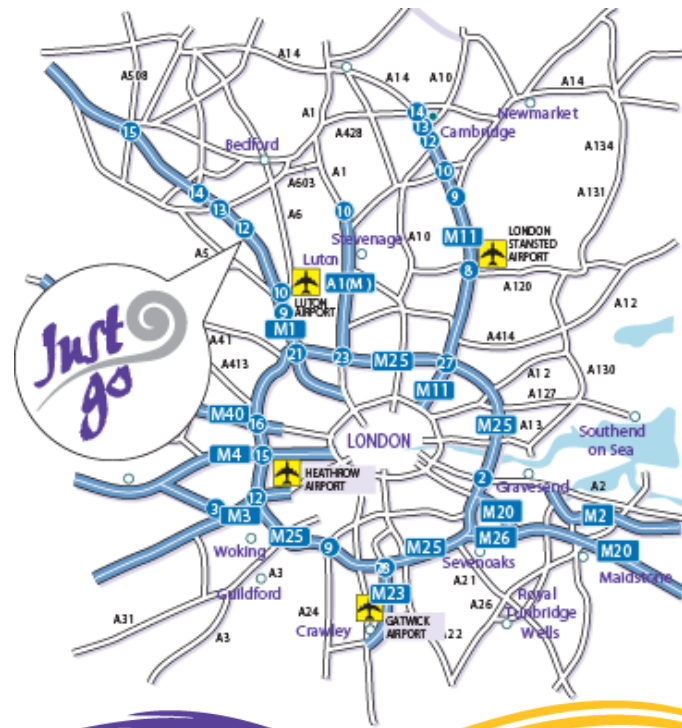 A14
A508
A14
A10
A14
15
14
Newmarket
A1
13
Cambridge
12
A428
A134
Bedford
A603
A1
10
14
A6
9
A131
13
10
12
M11
LONDON
STANSTED
AIRPORT
A10
Stevenage
A5
Luton
8
A1(M)
A120
10
LUTON
AIRPORT
9
A12
M1
A414
Just
go
A41
21
23
M25
27
A413
M11
A12
A130
A127
M40
M25
16
A13
LONDON
Southend
on Sea
M4
15
HEATHROW
AIRPORT
2
Gravesend
A2
12
3
M3
M20
M2
M25
9
M25
M26
M20
Woking
Sevenoaks
28
Maidstone
A3
A21
Guildford
M23
A26
Royal
Tunbridge
Wells
A24
GATWICK
AIRPORT
A31
Crawley
A3
A22